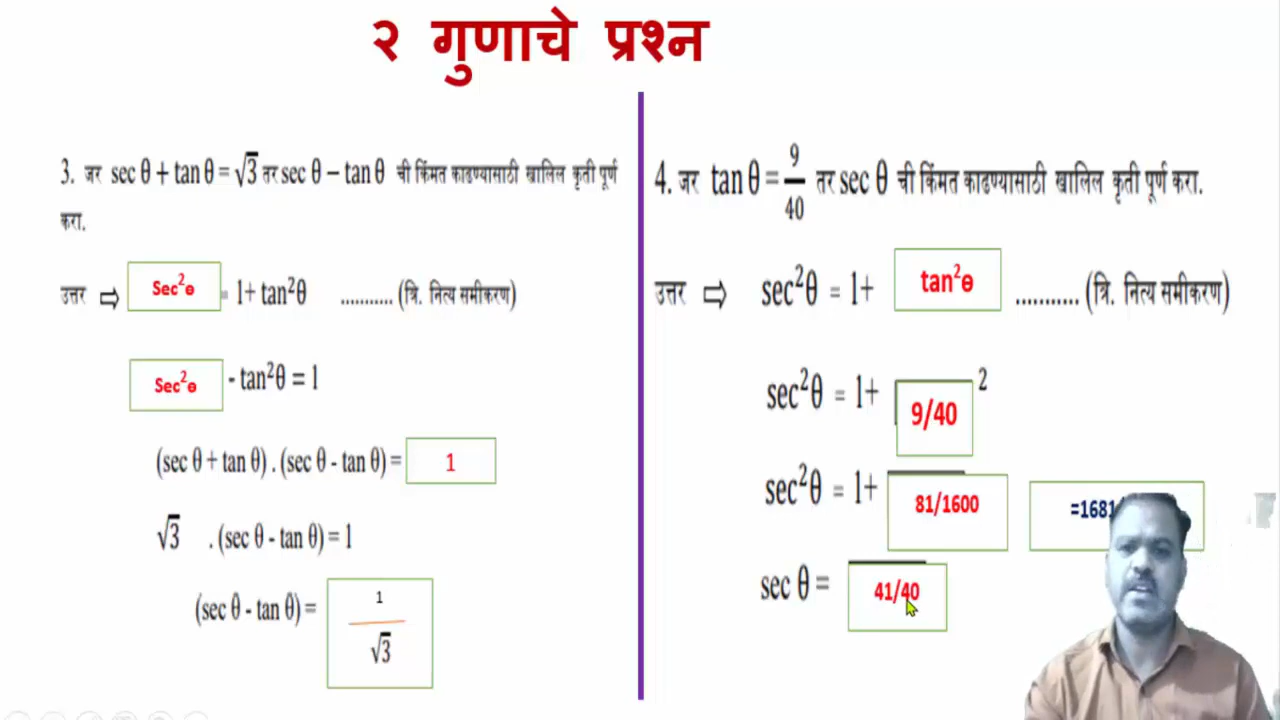 २ गुणाचे प्रश्न
3. जर sec θ + tan θ = √3 तर sec θ − tan θ ची किंमत काढण्यासाठी खालिल कृती पूर्ण
करा.
उत्तर ⇨ Sec²ɵ = 1+ tan²θ ........... (त्रि. नित्य समीकरण)
Sec²ɵ - tan²θ = 1
(sec θ + tan θ) . (sec θ - tan θ) = 1
√3 . (sec θ - tan θ) = 1
(sec θ - tan θ) = 1/√3
4. जर tan θ = 9/40 तर sec θ ची किंमत काढण्यासाठी खालिल कृती पूर्ण करा.
उत्तर ⇨ sec²θ = 1+ tan²ɵ ........... (त्रि. नित्य समीकरण)
sec²θ = 1+ 9/40 ²
sec²θ = 1+ 81/1600 =1681
sec θ = 41/40